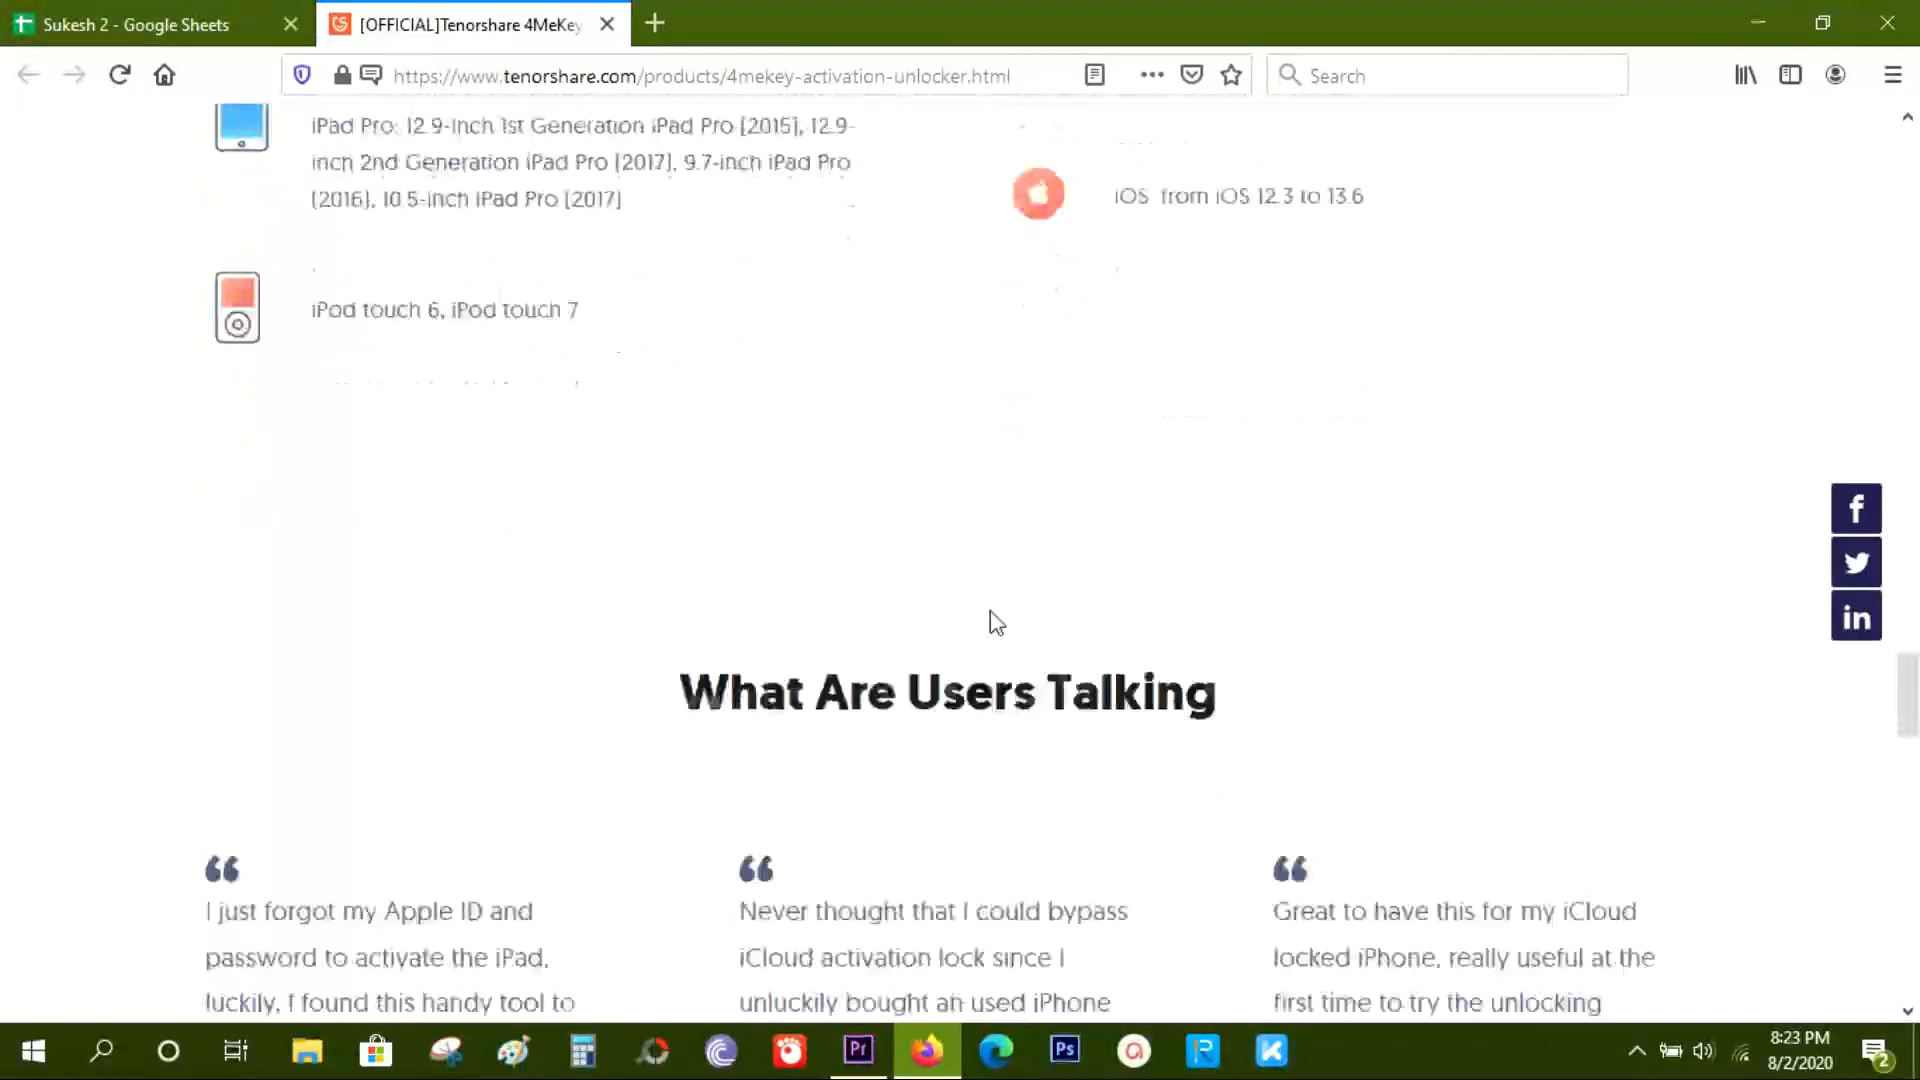 Sukesh 2 - Google Sheets
[OFFICIAL]Tenorshare 4MeKey
https://www.tenorshare.com/products/4mekey-activation-unlocker.html
Search
iPad Pro: 12.9-inch 1st Generation iPad Pro [2015], 12.9-
inch 2nd Generation iPad Pro [2017], 9.7-inch iPad Pro
[2016], 10.5-inch iPad Pro [2017]
iOS from iOS 12.3 to 13.6
iPod touch 6, iPod touch 7
f
in
What Are Users Talking
I just forgot my Apple ID and
password to activate the iPad,
luckily, I found this handy tool to
Never thought that I could bypass
iCloud activation lock since I
unluckily bought an used iPhone
Great to have this for my iCloud
locked iPhone, really useful at the
first time to try the unlocking
Pr
Ps
8:23 PM
8/2/2020
2